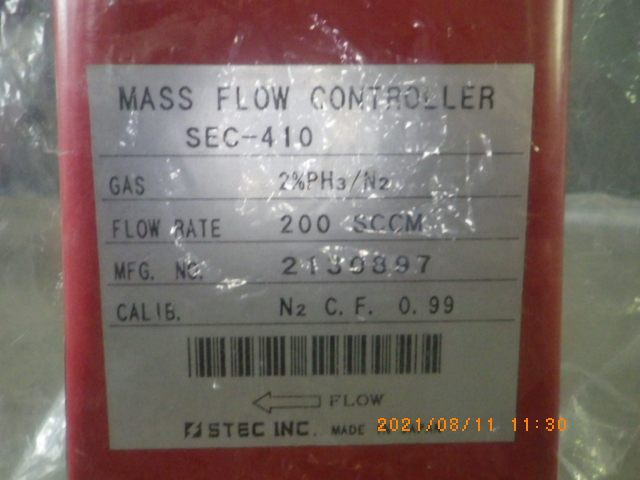 MASS FLOW CONTROLLER
SEC-410
GAS 2%PH3/N2
FLOW RATE 200 SCCM
MFG. NO.
CALIB. N2 C.F. 0.99
FLOW
STEC INC. MADE
2021/08/11 11:30